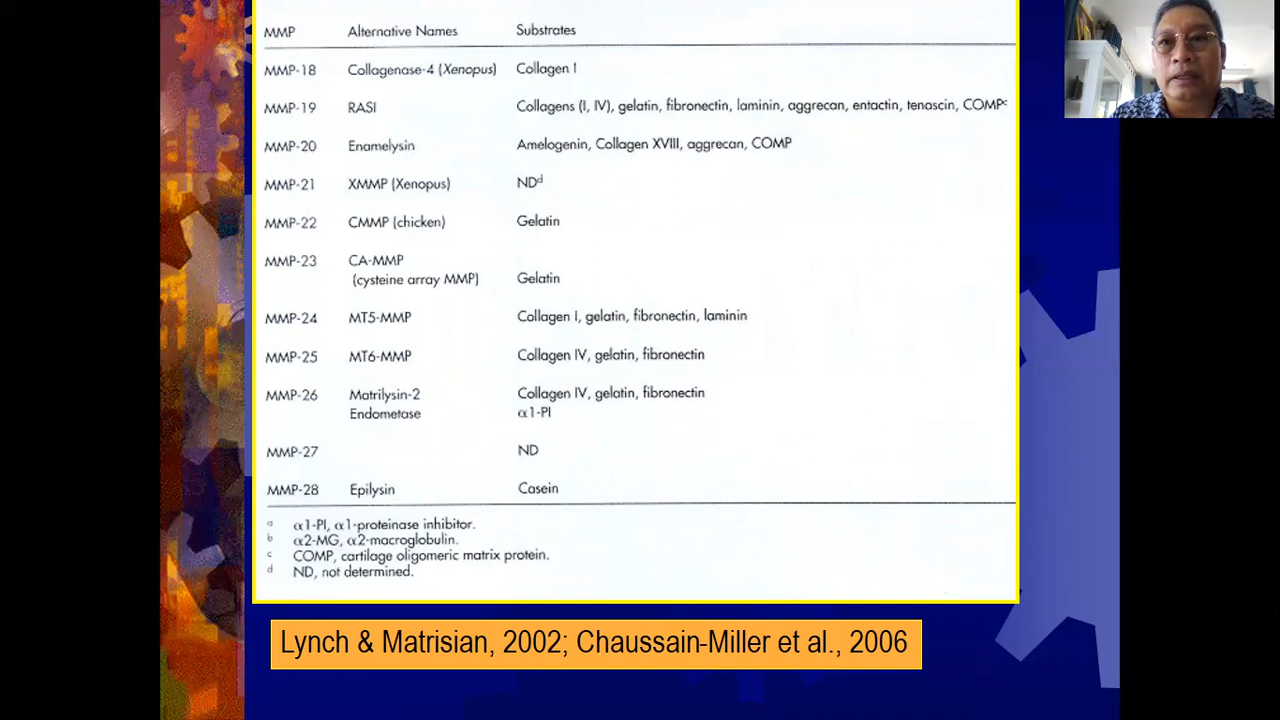 MMP Alternative Names Substrates
MMP-18 Collagenase-4 (Xenopus) Collagen I
MMP-19 RASI Collagens (I, IV), gelatin, fibronectin, laminin, aggrecan, entactin, tenascin, COMPᶜ
MMP-20 Enamelysin Amelogenin, Collagen XVIII, aggrecan, COMP
MMP-21 XMMP (Xenopus) NDᵈ
MMP-22 CMMP (chicken) Gelatin
MMP-23 CA-MMP
(cysteine array MMP) Gelatin
MMP-24 MT5-MMP Collagen I, gelatin, fibronectin, laminin
MMP-25 MT6-MMP Collagen IV, gelatin, fibronectin
MMP-26 Matrilysin-2 Collagen IV, gelatin, fibronectin
Endometase α1-PI
MMP-27 ND
MMP-28 Epilysin Casein
a α1-PI, α1-proteinase inhibitor.
b α2-MG, α2-macroglobulin.
c COMP, cartilage oligomeric matrix protein.
d ND, not determined.
Lynch & Matrisian, 2002; Chaussain-Miller et al., 2006